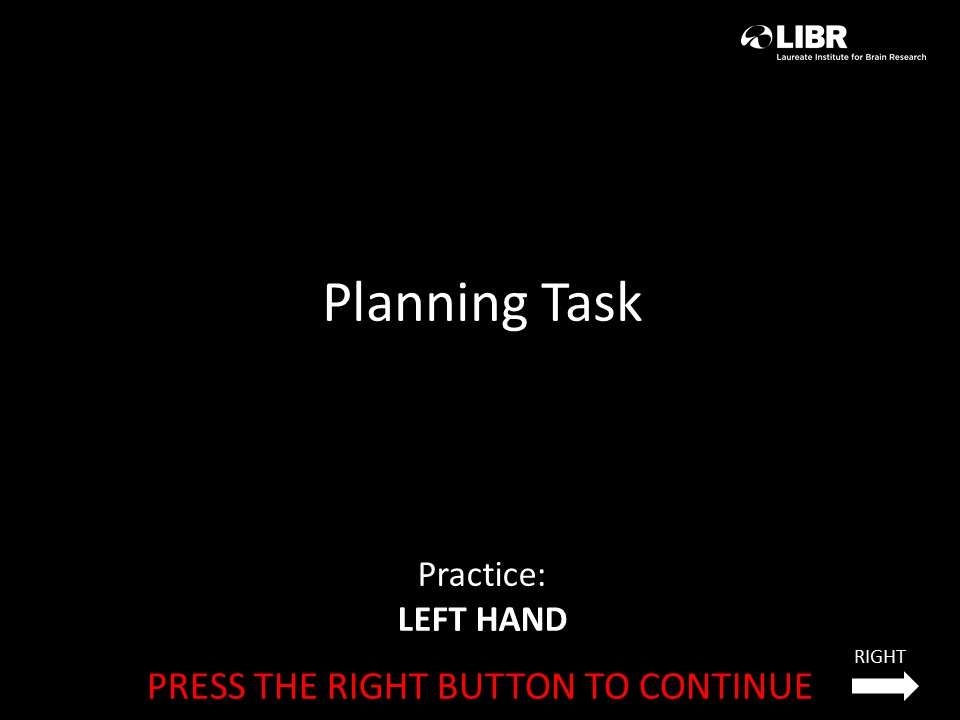 LIBR
Laureate Institute for Brain Research
Planning Task
Practice:
LEFT HAND
RIGHT
PRESS THE RIGHT BUTTON TO CONTINUE